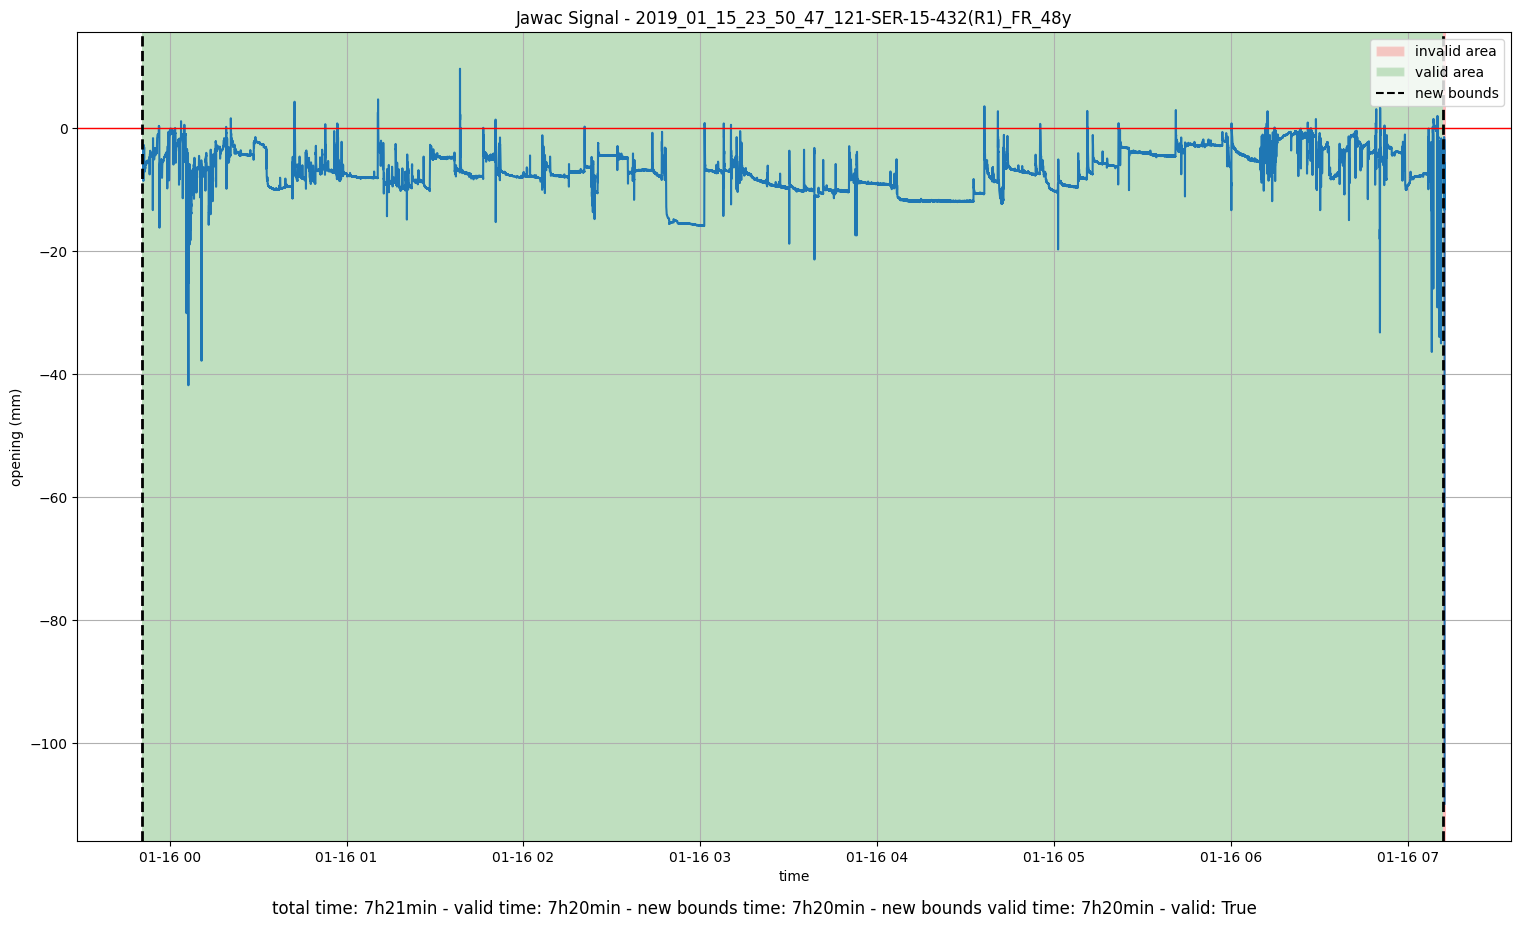 Jawac Signal - 2019_01_15_23_50_47_121-SER-15-432(R1)_FR_48y
invalid area
valid area
new bounds
0
−20
−40
−60
−80
−100
opening (mm)
01-16 00
01-16 01
01-16 02
01-16 03
01-16 04
01-16 05
01-16 06
01-16 07
time
total time: 7h21min - valid time: 7h20min - new bounds time: 7h20min - new bounds valid time: 7h20min - valid: True